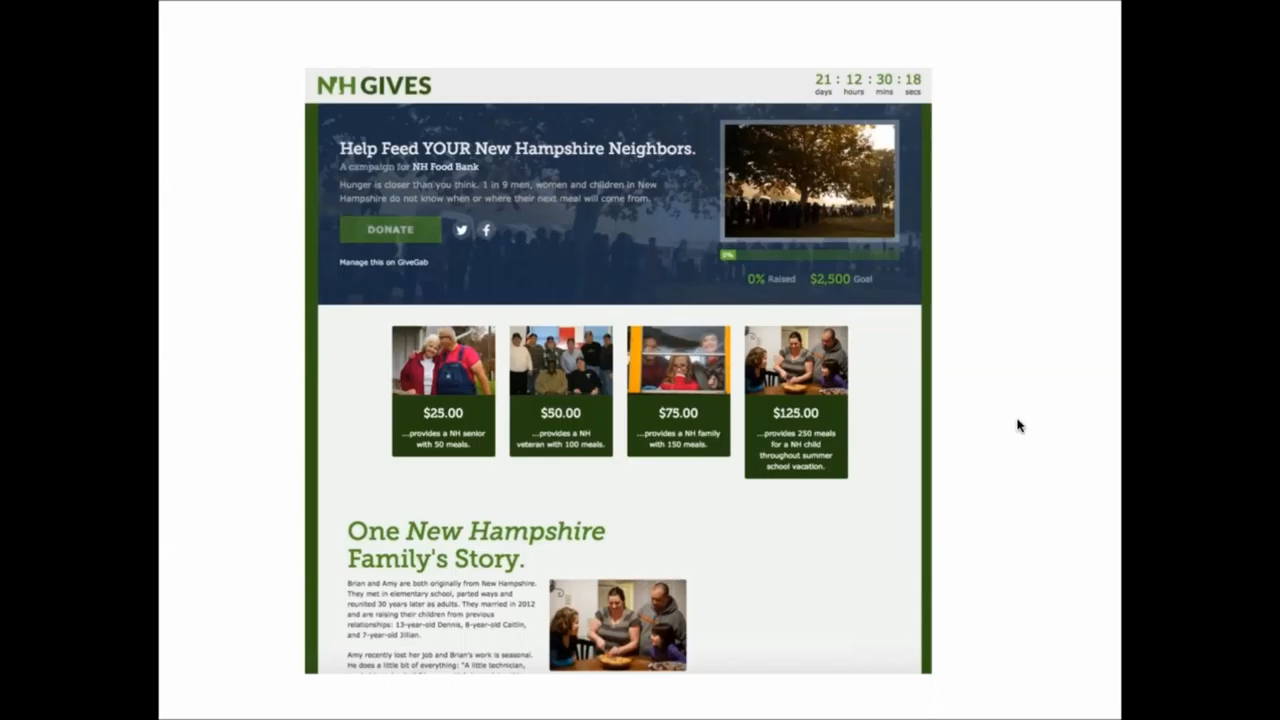 NH GIVES
21 : 12 : 30 : 18
days hours mins secs
Help Feed YOUR New Hampshire Neighbors.
A campaign for NH Food Bank
Hunger is closer than you think. 1 in 9 men, women and children in New
Hampshire do not know when or where their next meal will come from.
DONATE
Manage this on GiveGab
0%
0% Raised $2,500 Goal
$25.00
...provides a NH senior
with 50 meals.
$50.00
...provides a NH
veteran with 100 meals.
$75.00
...provides a NH family
with 150 meals.
$125.00
...provides 250 meals
for a NH child
throughout summer
school vacation.
One New Hampshire
Family's Story.
Brian and Amy are both originally from New Hampshire.
They met in elementary school, parted ways and
reunited 30 years later as adults. They married in 2012
and are raising their children from previous
relationships: 13-year-old Dennis, 8-year-old Caitlin,
and 7-year-old Jillian.
Amy recently lost her job and Brian's work is seasonal.
He does a little bit of everything: "A little technician,